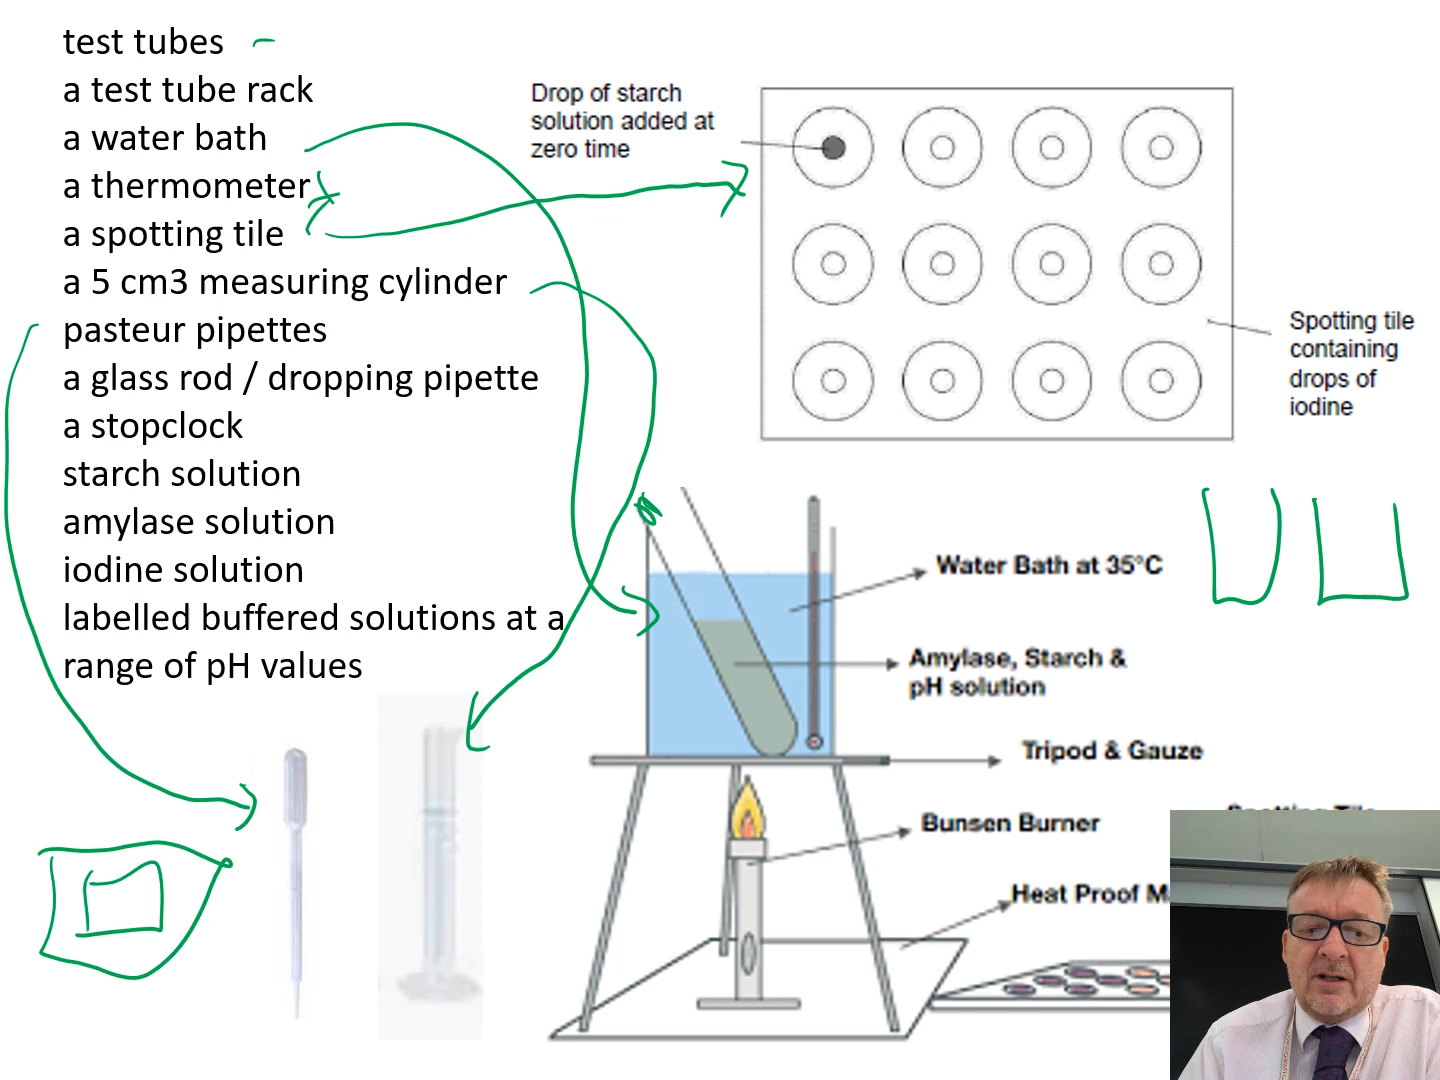 test tubes
a test tube rack
a water bath
a thermometer
a spotting tile
a 5 cm3 measuring cylinder
pasteur pipettes
a glass rod / dropping pipette
a stopclock
starch solution
amylase solution
iodine solution
labelled buffered solutions at a
range of pH values
Drop of starch
solution added at
zero time
Spotting tile
containing
drops of
iodine
Water Bath at 35°C
Amylase, Starch &
pH solution
Tripod & Gauze
Bunsen Burner
Heat Proof